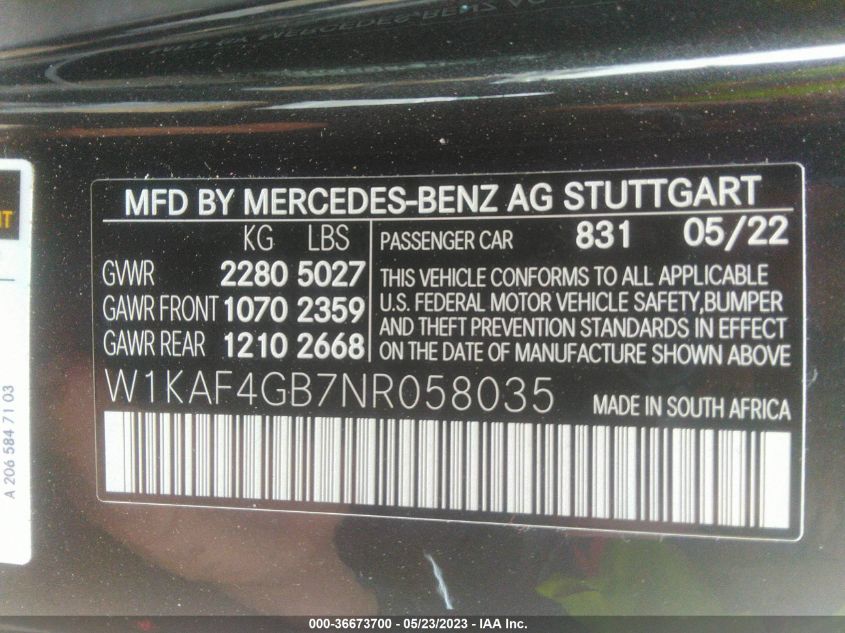 MFD BY MERCEDES-BENZ AG STUTTGART
KG LBS
GVWR 2280 5027
GAWR FRONT 1070 2359
GAWR REAR 1210 2668
PASSENGER CAR 831 05/22
THIS VEHICLE CONFORMS TO ALL APPLICABLE
U.S. FEDERAL MOTOR VEHICLE SAFETY,BUMPER
AND THEFT PREVENTION STANDARDS IN EFFECT
ON THE DATE OF MANUFACTURE SHOWN ABOVE
W1KAF4GB7NR058035 MADE IN SOUTH AFRICA
A 206 584 71 03
000-36673700 - 05/23/2023 - IAA Inc.